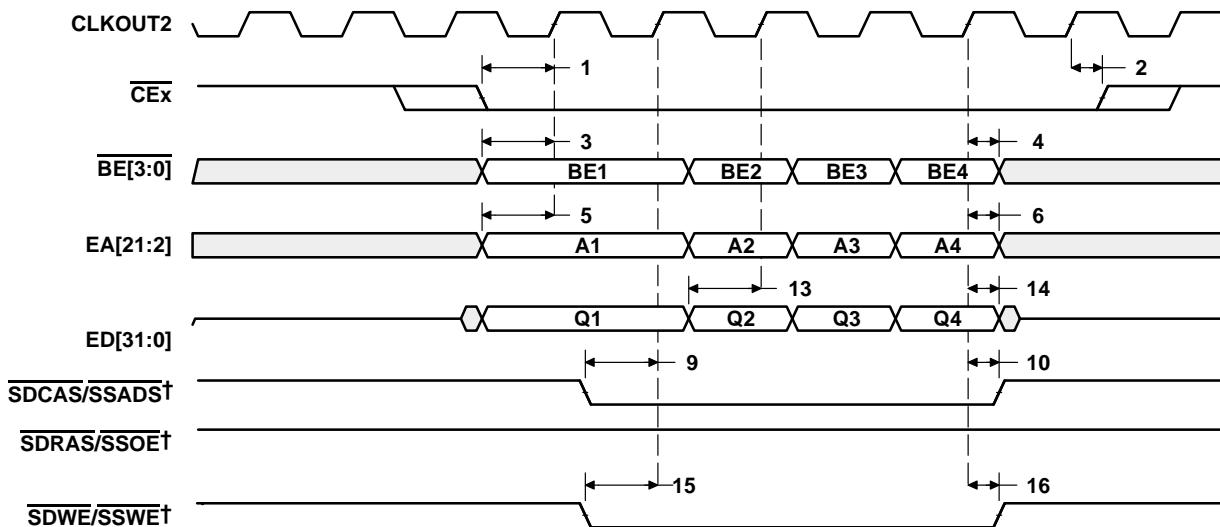 CLKOUT2
1 2
CEx
3 4
BE[3:0] BE1 BE2 BE3 BE4
5 6
EA[21:2] A1 A2 A3 A4
13 14
ED[31:0] Q1 Q2 Q3 Q4
9 10
SDCAS/SSADS†
SDRAS/SSOE†
15 16
SDWE/SSWE†